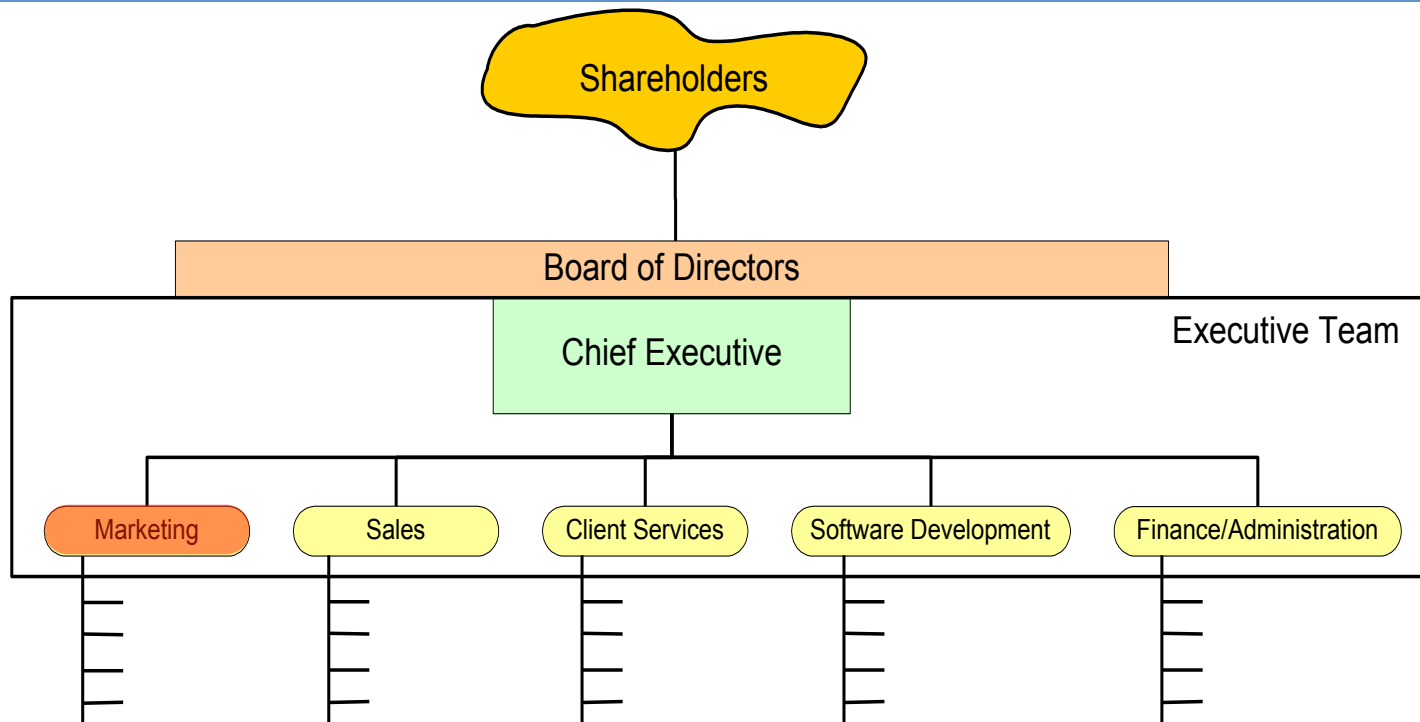 Shareholders
Board of Directors
Executive Team
Chief Executive
Marketing
Sales
Client Services
Software Development
Finance/Administration